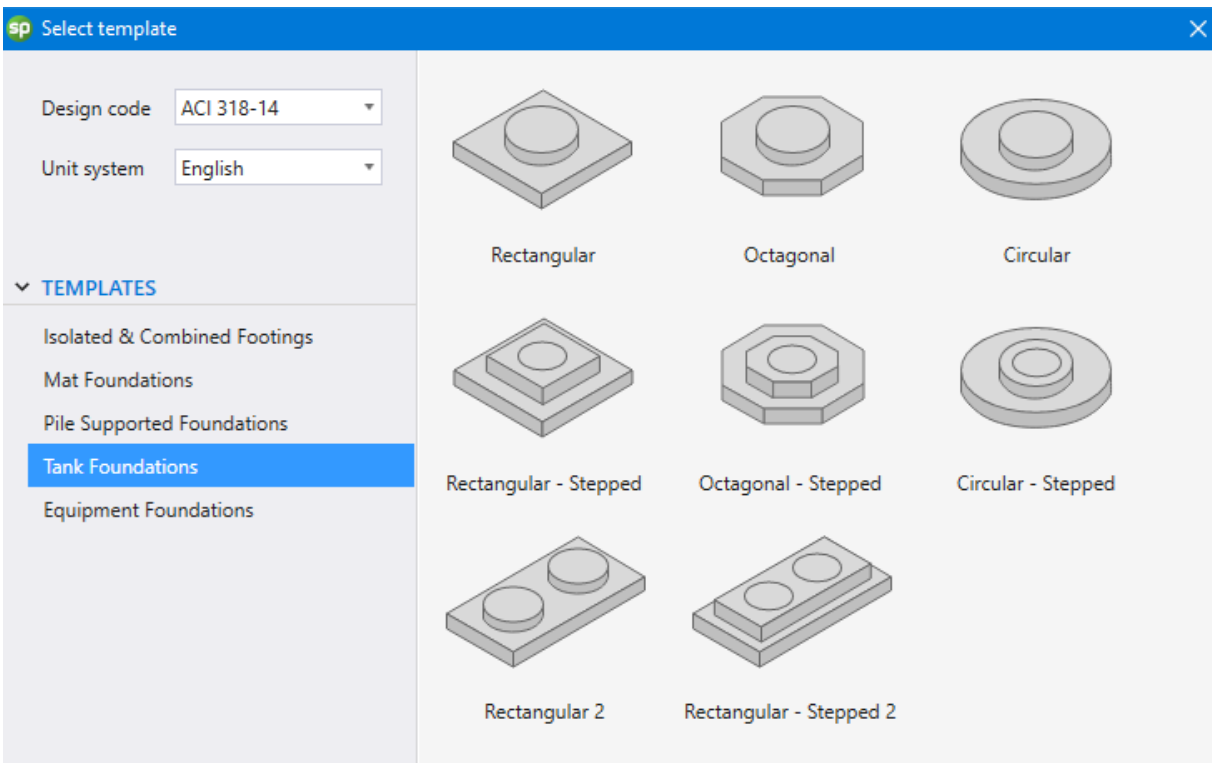 sp Select template
Design code ACI 318-14
Unit system English
TEMPLATES
Isolated & Combined Footings
Mat Foundations
Pile Supported Foundations
Tank Foundations
Equipment Foundations
Rectangular Octagonal Circular
Rectangular - Stepped Octagonal - Stepped Circular - Stepped
Rectangular 2 Rectangular - Stepped 2